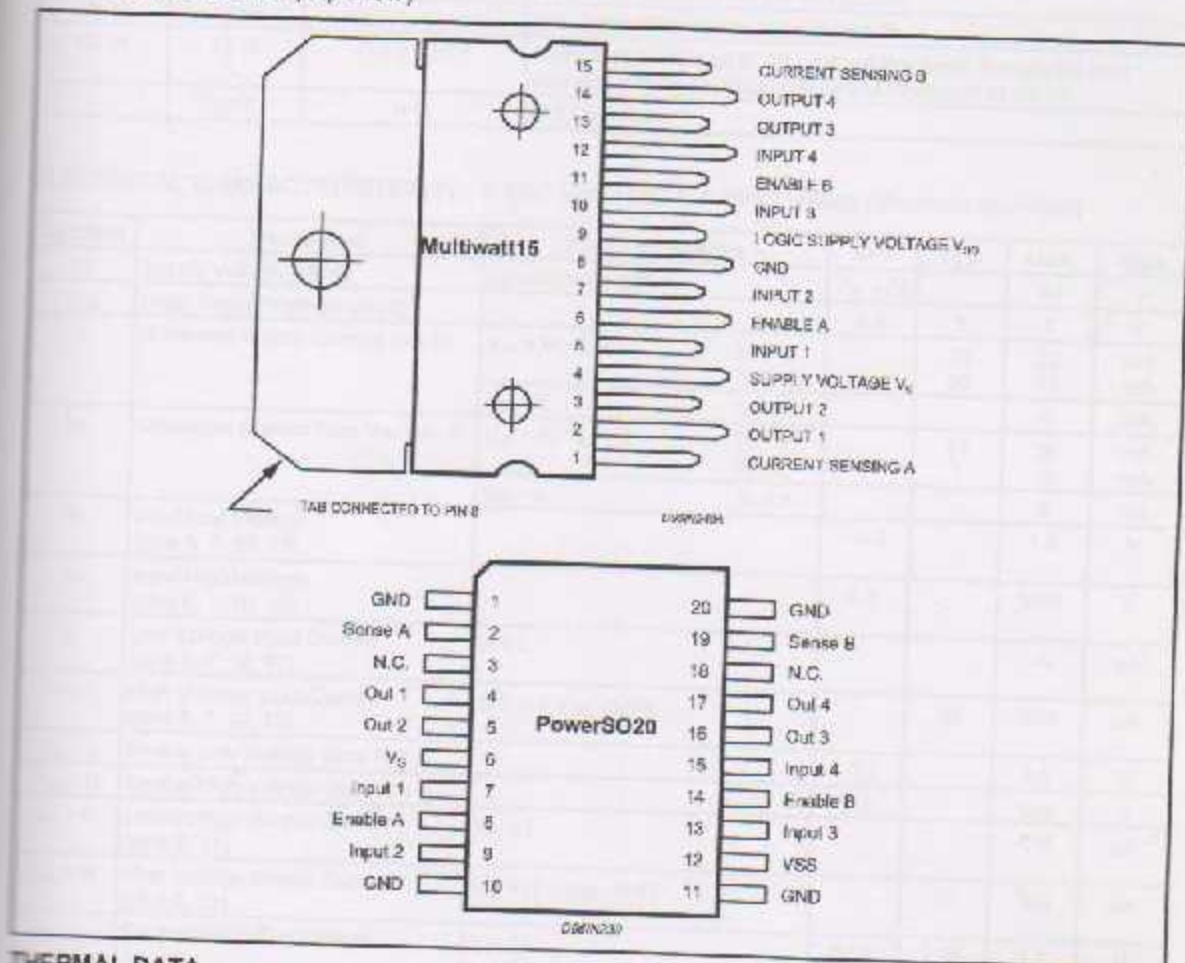 15 CURRENT SENSING B
14 OUTPUT 4
13 OUTPUT 3
12 INPUT 4
11 ENABLE B
10 INPUT 3
9 LOGIC SUPPLY VOLTAGE VSS
8 GND
7 INPUT 2
6 ENABLE A
5 INPUT 1
4 SUPPLY VOLTAGE VS
3 OUTPUT 2
2 OUTPUT 1
1 CURRENT SENSING A
Multiwatt15
TAB CONNECTED TO PIN 8
GND 1 20 GND
Sense A 2 19 Sense B
N.C. 3 18 N.C.
Out 1 4 17 Out 4
Out 2 5 16 Out 3
VS 6 15 Input 4
Input 1 7 14 Enable B
Enable A 8 13 Input 3
Input 2 9 12 VSS
GND 10 11 GND
PowerSO20
THERMAL DATA